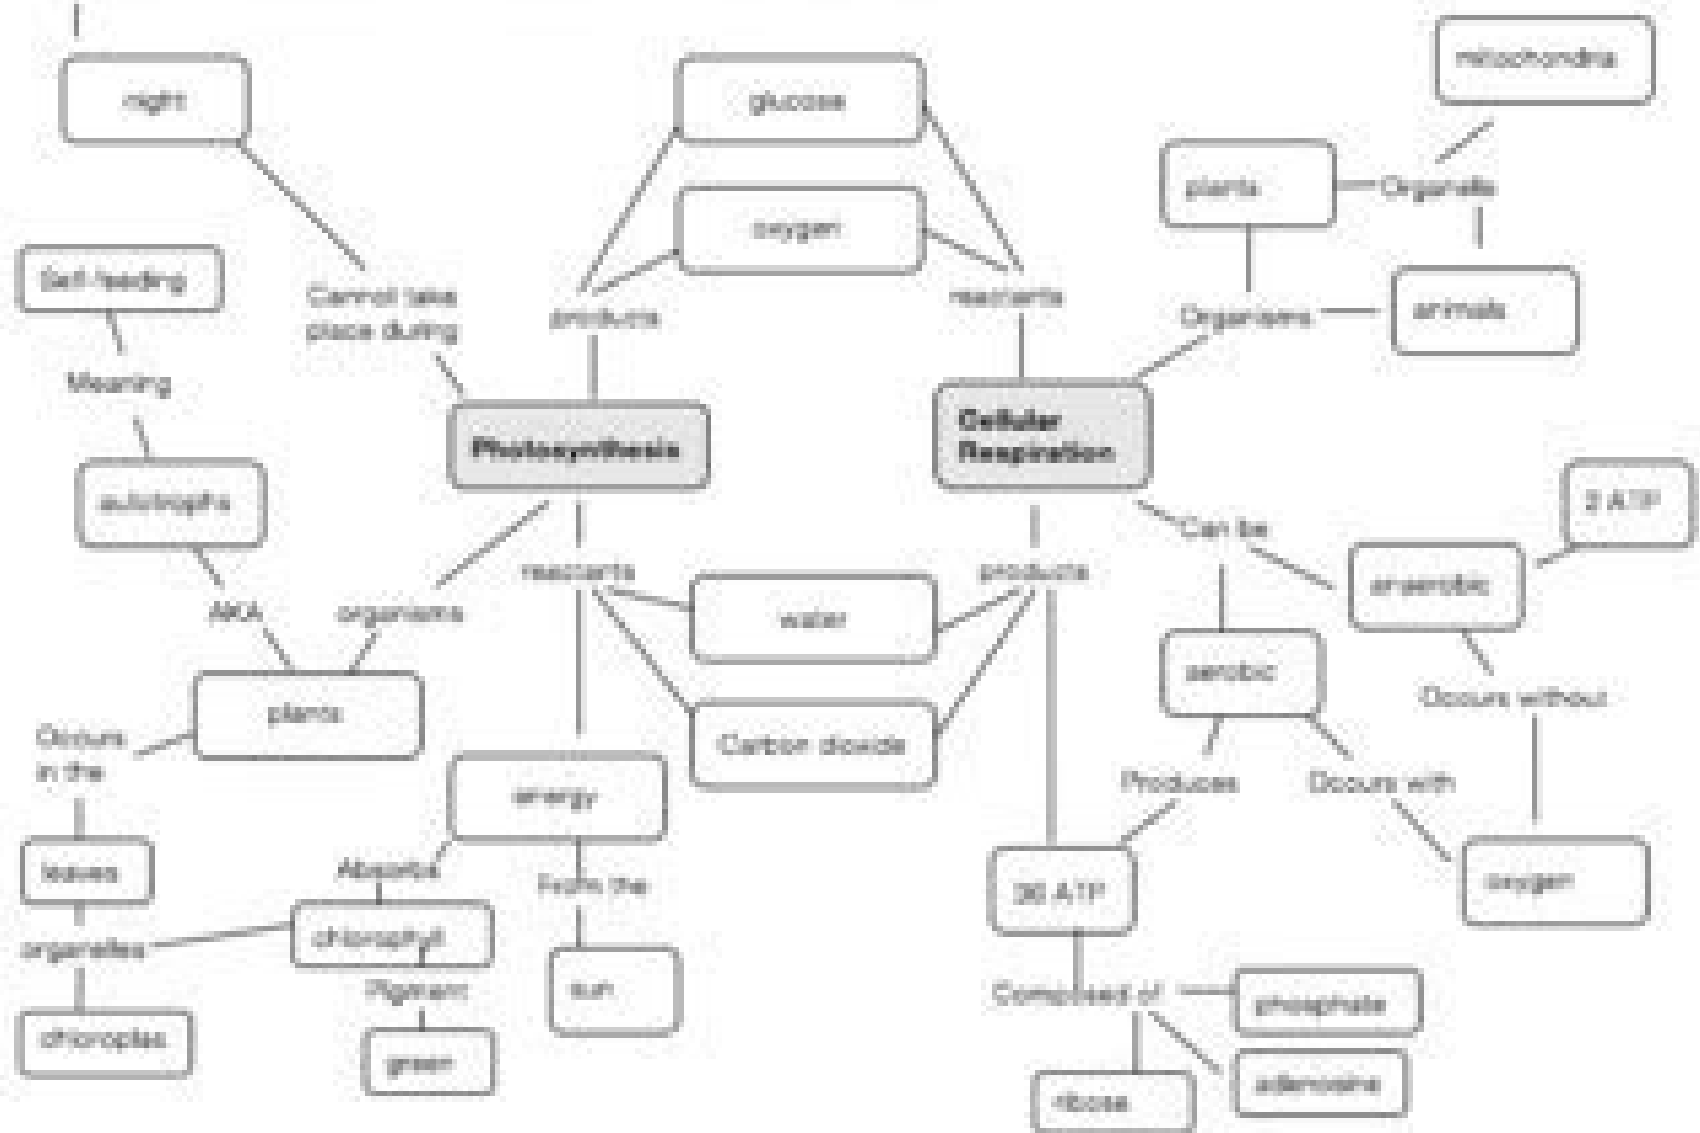 mitochondria
night
glucose
plants
Organelle
oxygen
Self-feeding
Cannot take
place during
products
reactants
Organisms
animals
Meaning
Photosynthesis
Cellular
Respiration
autotrophs
2 ATP
Can be
reactants
products
anaerobic
AKA
organisms
water
aerobic
Occurs without
plants
Carbon dioxide
Occurs
in the
energy
Produces
Occurs with
leaves
Absorbs
From the
36 ATP
oxygen
chlorophyll
organelles
sun
Pigment
Composed of
phosphate
chloroplas
green
adenosine
ribose